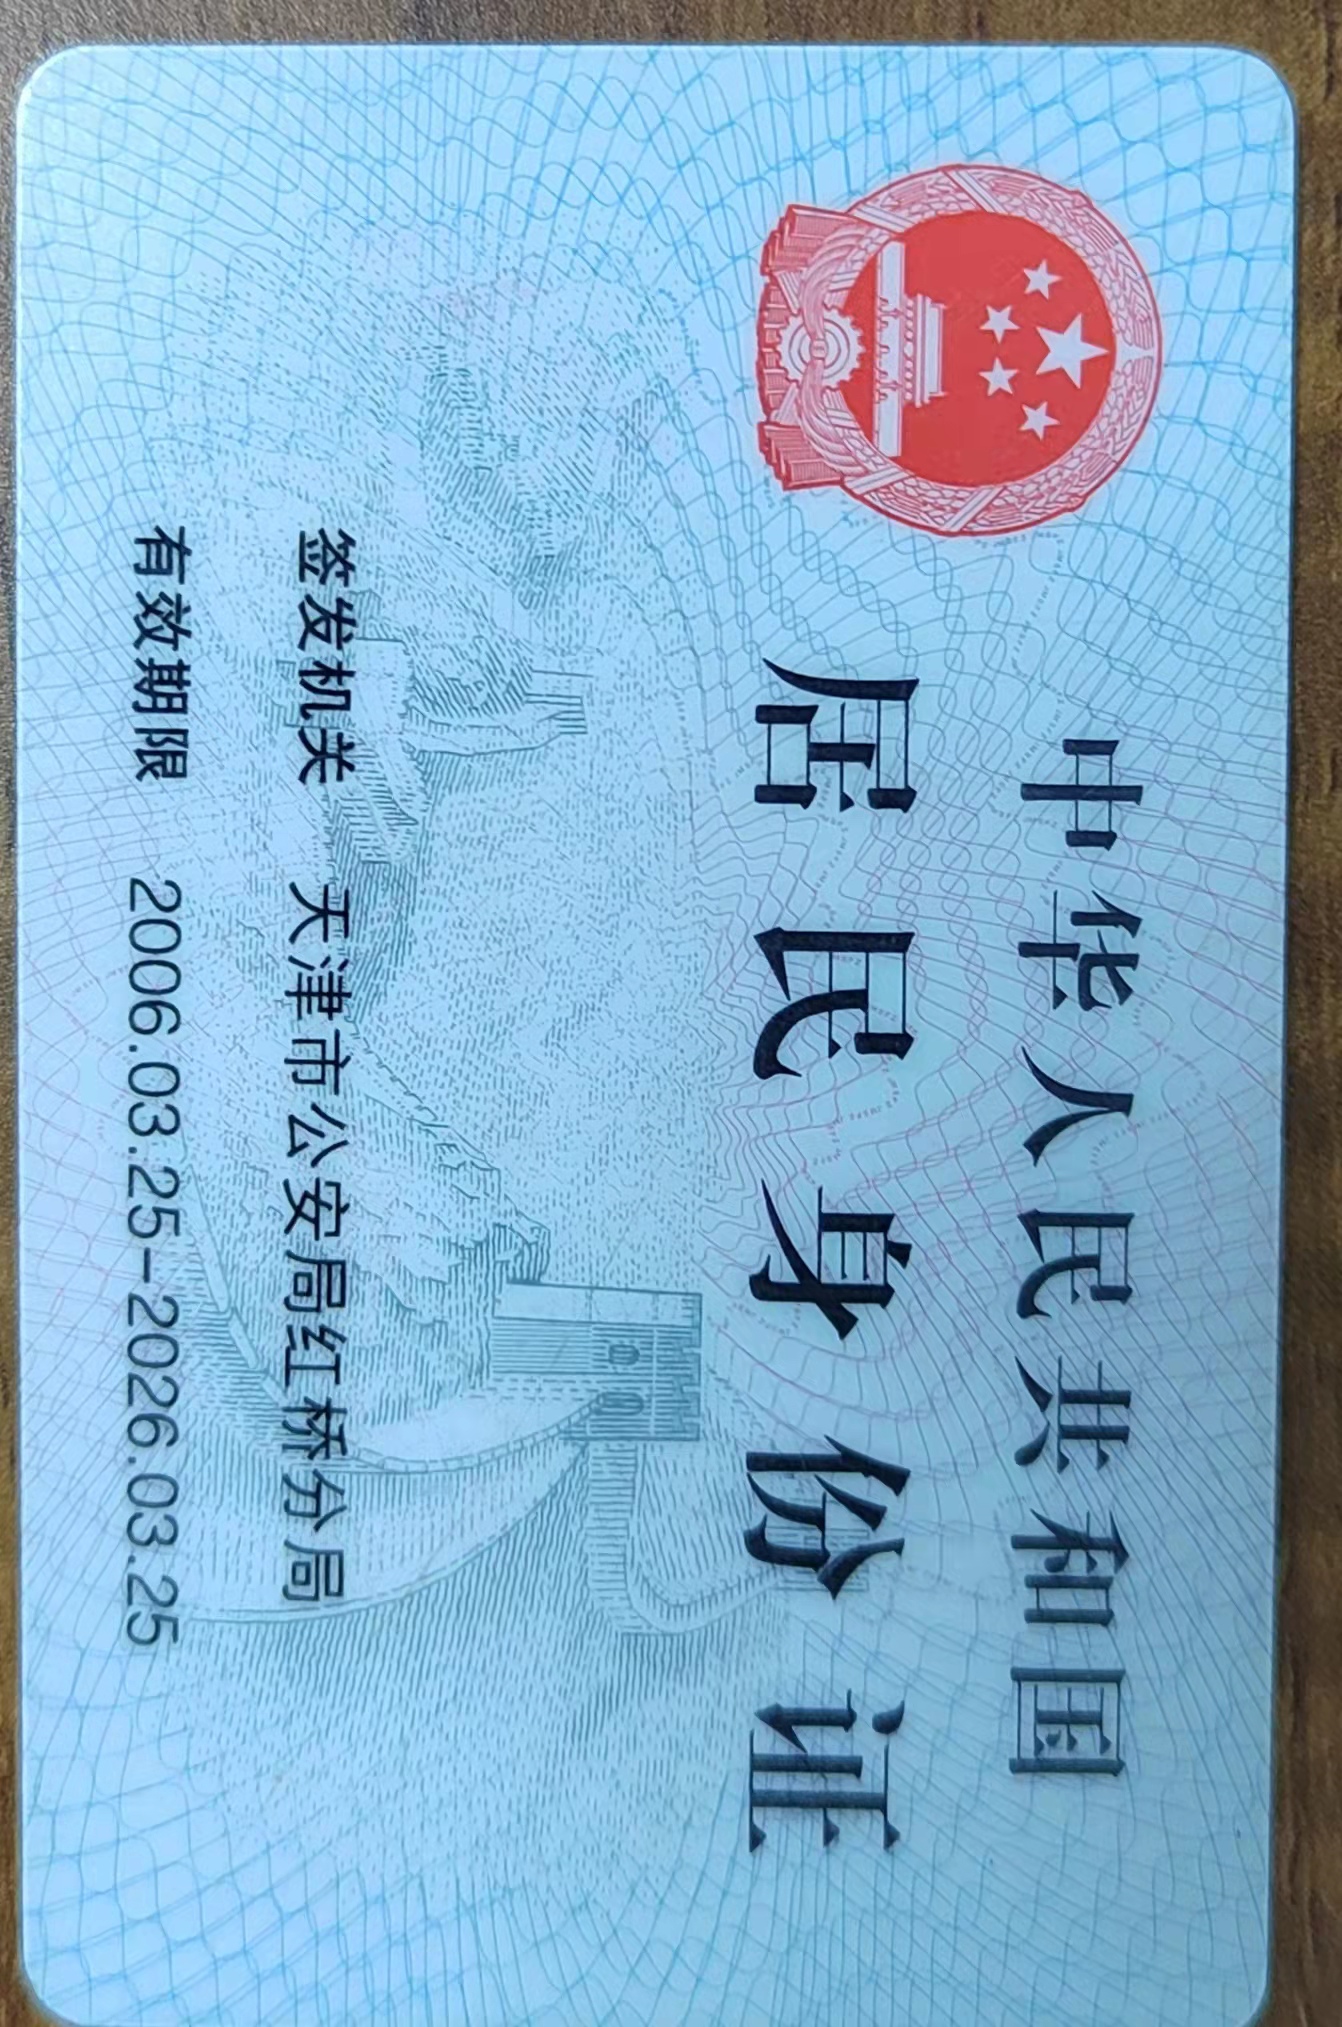 中华人民共和国
居民身份证
签发机关 天津市公安局红桥分局
有效期限 2006.03.25-2026.03.25